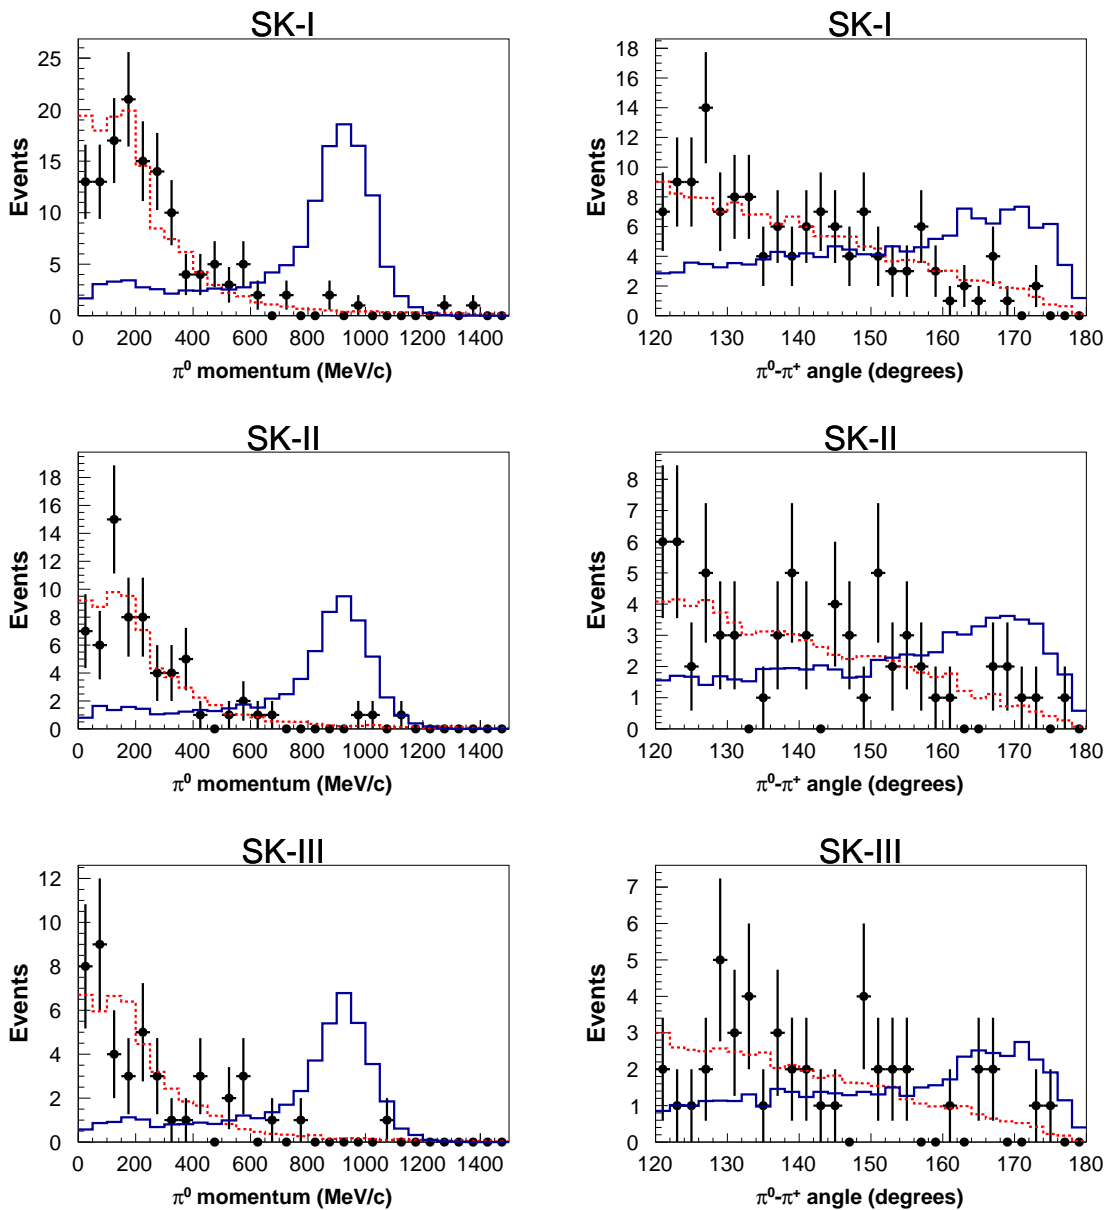 SK-I
Events
25
20
15
10
5
0
0 200 400 600 800 1000 1200 1400
π⁰ momentum (MeV/c)
SK-I
Events
18
16
14
12
10
8
6
4
2
0
120 130 140 150 160 170 180
π⁰-π⁺ angle (degrees)
SK-II
Events
18
16
14
12
10
8
6
4
2
0
0 200 400 600 800 1000 1200 1400
π⁰ momentum (MeV/c)
SK-II
Events
8
7
6
5
4
3
2
1
0
120 130 140 150 160 170 180
π⁰-π⁺ angle (degrees)
SK-III
Events
12
10
8
6
4
2
0
0 200 400 600 800 1000 1200 1400
π⁰ momentum (MeV/c)
SK-III
Events
7
6
5
4
3
2
1
0
120 130 140 150 160 170 180
π⁰-π⁺ angle (degrees)